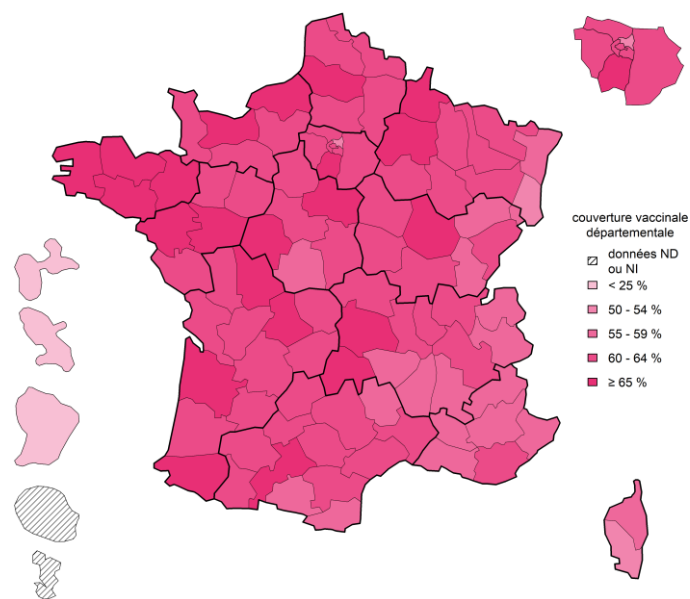 couverture vaccinale
départementale
données ND
ou NI
< 25 %
50 - 54 %
55 - 59 %
60 - 64 %
≥ 65 %